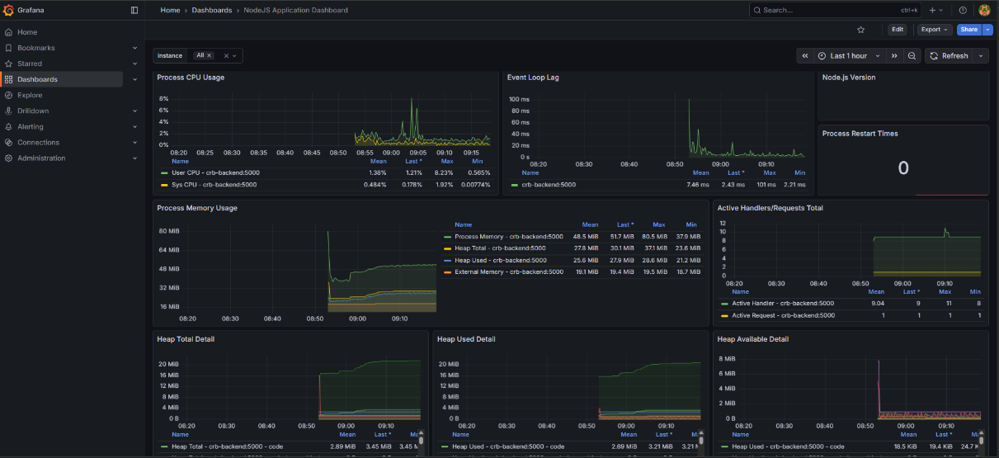 Grafana
Home › Dashboards › NodeJS Application Dashboard
Search...
ctrl+k
Home
Bookmarks
Starred
Dashboards
Explore
Drilldown
Alerting
Connections
Administration
Edit
Export
Share
instance
All
Last 1 hour
Refresh
Process CPU Usage
8%
6%
4%
2%
0%
08:20 08:25 08:30 08:35 08:40 08:45 08:50 08:55 09:00 09:05 09:10 09:15
Name Mean Last * Max Min
User CPU - crb-backend:5000 1.38% 1.21% 8.23% 0.565%
Sys CPU - crb-backend:5000 0.484% 0.178% 1.92% 0.00774%
Event Loop Lag
100 ms
80 ms
60 ms
40 ms
20 ms
0 s
08:20 08:30 08:40 08:50 09:00 09:10
Name Mean Last * Max Min
crb-backend:5000 7.46 ms 2.43 ms 101 ms 2.21 ms
Node.js Version
Process Restart Times
0
Process Memory Usage
80 MiB
64 MiB
48 MiB
32 MiB
16 MiB
08:20 08:30 08:40 08:50 09:00 09:10
Name Mean Last * Max Min
Process Memory - crb-backend:5000 48.5 MiB 51.7 MiB 80.5 MiB 37.9 MiB
Heap Total - crb-backend:5000 27.8 MiB 30.1 MiB 37.1 MiB 23.6 MiB
Heap Used - crb-backend:5000 25.6 MiB 27.9 MiB 28.6 MiB 21.2 MiB
External Memory - crb-backend:5000 19.1 MiB 19.4 MiB 19.5 MiB 18.7 MiB
Active Handlers/Requests Total
12
10
8
6
4
2
0
08:20 08:30 08:40 08:50 09:00 09:10
Name Mean Last * Max Min
Active Handler - crb-backend:5000 9.04 9 11 8
Active Request - crb-backend:5000 1 1 1 1
Heap Total Detail
20 MiB
16 MiB
12 MiB
8 MiB
4 MiB
0 B
08:20 08:30 08:40 08:50 09:00 09:10
Name Mean Last *
Heap Total - crb-backend:5000 - code 2.89 MiB 3.45 MiB 3.45 M
Heap Used Detail
20 MiB
16 MiB
12 MiB
8 MiB
4 MiB
0 B
08:20 08:30 08:40 08:50 09:00 09:10
Name Mean Last *
Heap Used - crb-backend:5000 - code 2.69 MiB 3.21 MiB 3.21 M
Heap Available Detail
8 MiB
6 MiB
4 MiB
2 MiB
0 B
08:20 08:30 08:40 08:50 09:00 09:10
Name Mean Last *
Heap Used - crb-backend:5000 - code 18.5 KiB 19.4 KiB 24.7 K